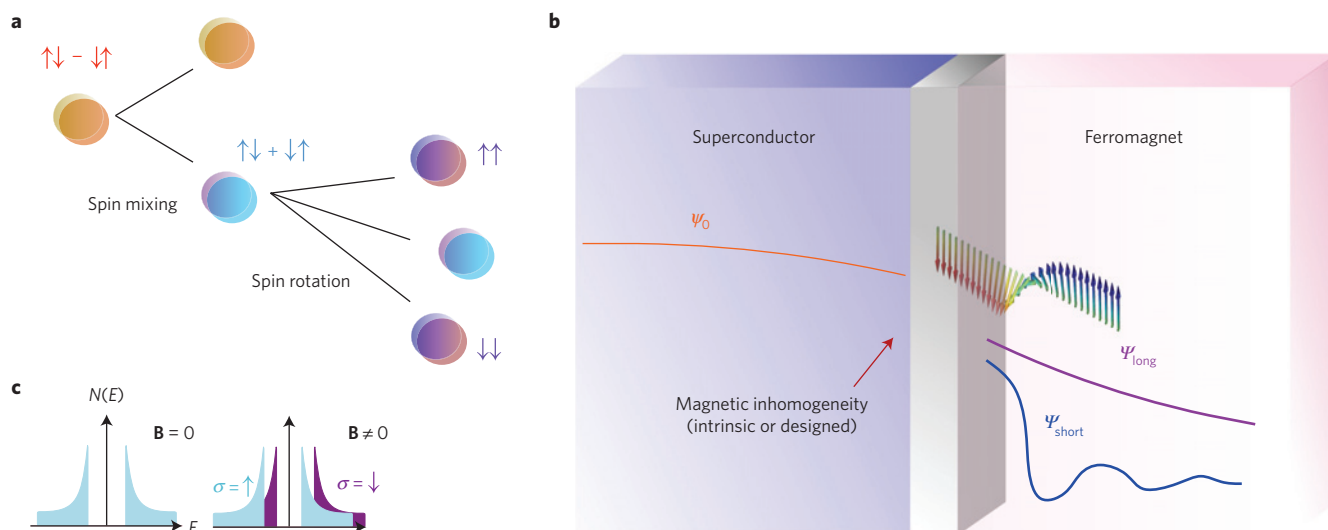 a
↑↓ − ↓↑
↑↓ + ↓↑
↑↑
Spin mixing
Spin rotation
↓↓
b
Superconductor
Ferromagnet
ψ₀
Ψlong
Magnetic inhomogeneity
(intrinsic or designed)
Ψshort
c
N(E)
B = 0
B ≠ 0
σ = ↑
σ = ↓
E